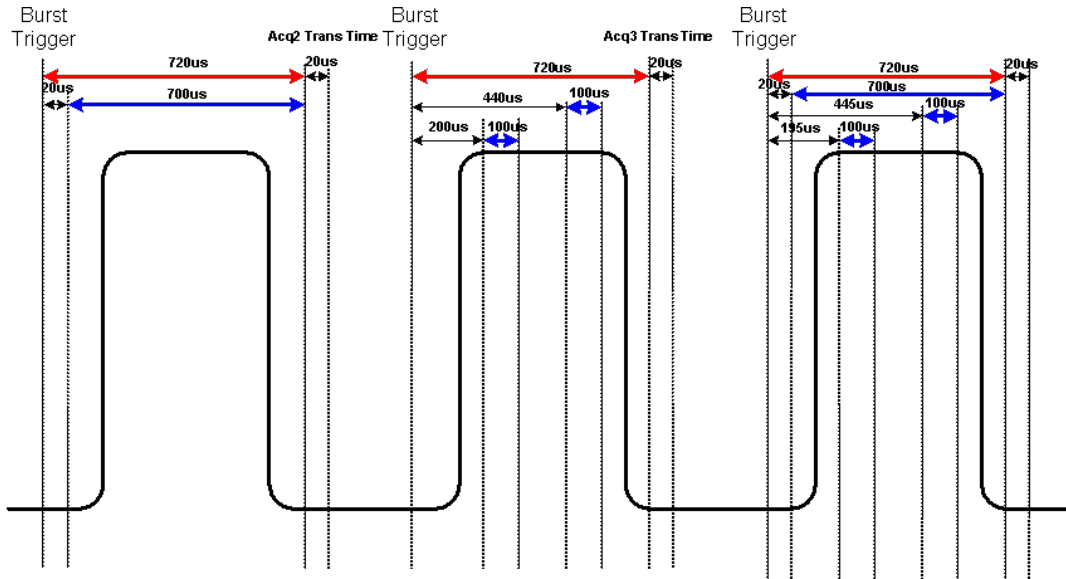 Burst
Trigger
Acq2 Trans Time
20us
720us
20us
700us
Burst
Trigger
Acq3 Trans Time
20us
720us
440us
100us
200us
100us
Burst
Trigger
720us
20us
20us
700us
445us
100us
195us
100us